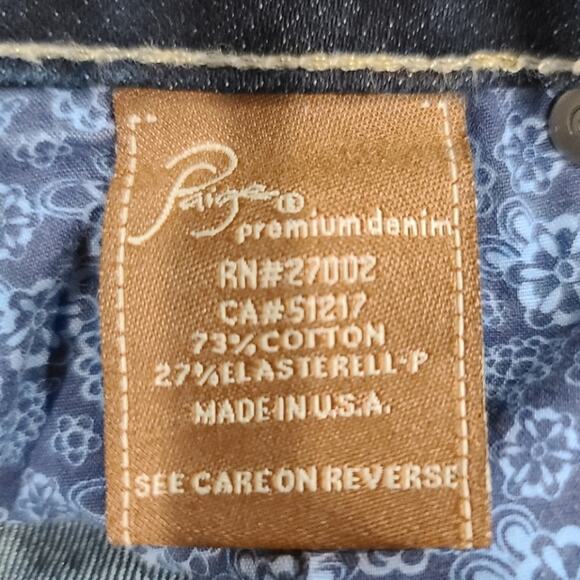 Paige®
premium denim
RN#27002
CA#51217
73% COTTON
27% ELASTERELL-P
MADE IN U.S.A.
SEE CARE ON REVERSE